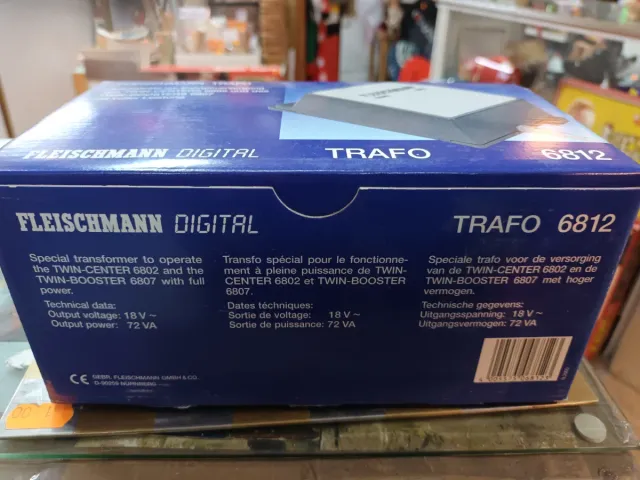 FLEISCHMANN DIGITAL TRAFO 6812
FLEISCHMANN DIGITAL TRAFO 6812
Special transformer to operate
the TWIN-CENTER 6802 and the
TWIN-BOOSTER 6807 with full
power.
Technical data:
Output voltage: 18 V ~
Output power: 72 VA
Transfo spécial pour le fonctionne-
ment à pleine puissance de TWIN-
CENTER 6802 et TWIN-BOOSTER
6807.
Dates téchniques:
Sortie de voltage: 18 V ~
Sortie de puissance: 72 VA
Speciale trafo voor de versorging
van de TWIN-CENTER 6802 en de
TWIN-BOOSTER 6807 met hoger
vermogen.
Technische gegevens:
Uitgangsspanning: 18 V ~
Uitgangsvermogen: 72 VA
CE GEBR. FLEISCHMANN GMBH & CO.
D-90259 NÜRNBERG